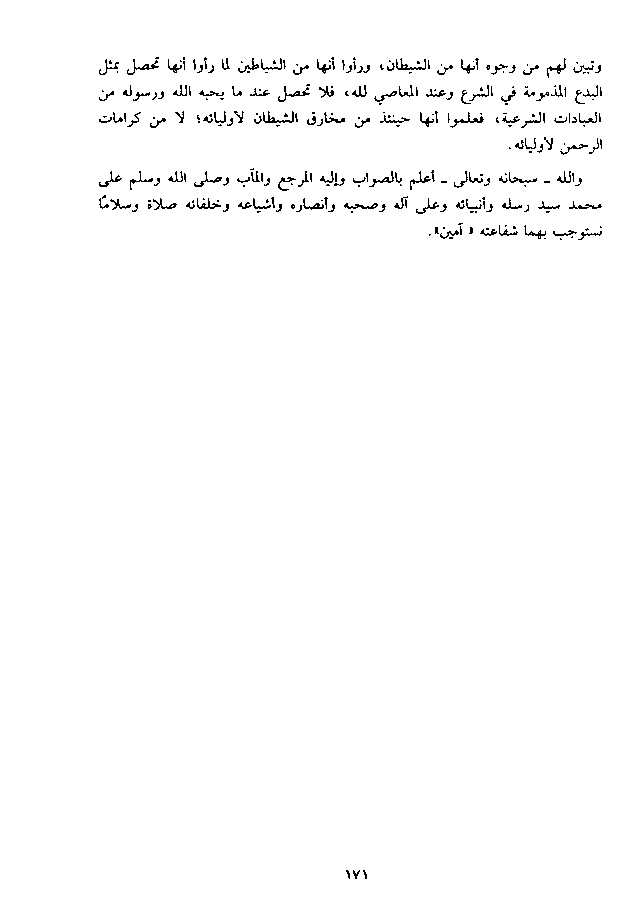 وتبين لهم من وجوه أنها من الشيطان، ورأوا أنها من الشياطين لما رأوا أنها تحصل بمثل
البدع المذمومة في الشرع وعند المعاصي لله، فلا تحصل عند ما يحبه الله ورسوله من
العبادات الشرعية، فعلموا أنها حينئذ من مخارق الشيطان لأوليائه؛ لا من كرامات
الرحمن لأوليائه.
والله ـ سبحانه وتعالى ـ أعلم بالصواب وإليه المرجع والمآب وصلى الله وسلم على
محمد سيد رسله وأنبيائه وعلى آله وصحبه وأنصاره وأشياعه وخلفائه صلاة وسلامًا
نستوجب بهما شفاعته « آمين».
١٧١